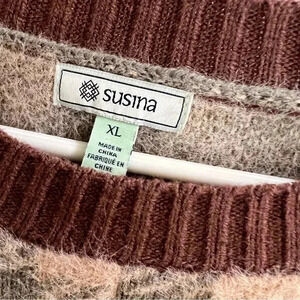 susina
XL
MADE IN
CHINA
FABRIQUÉ EN
CHINE